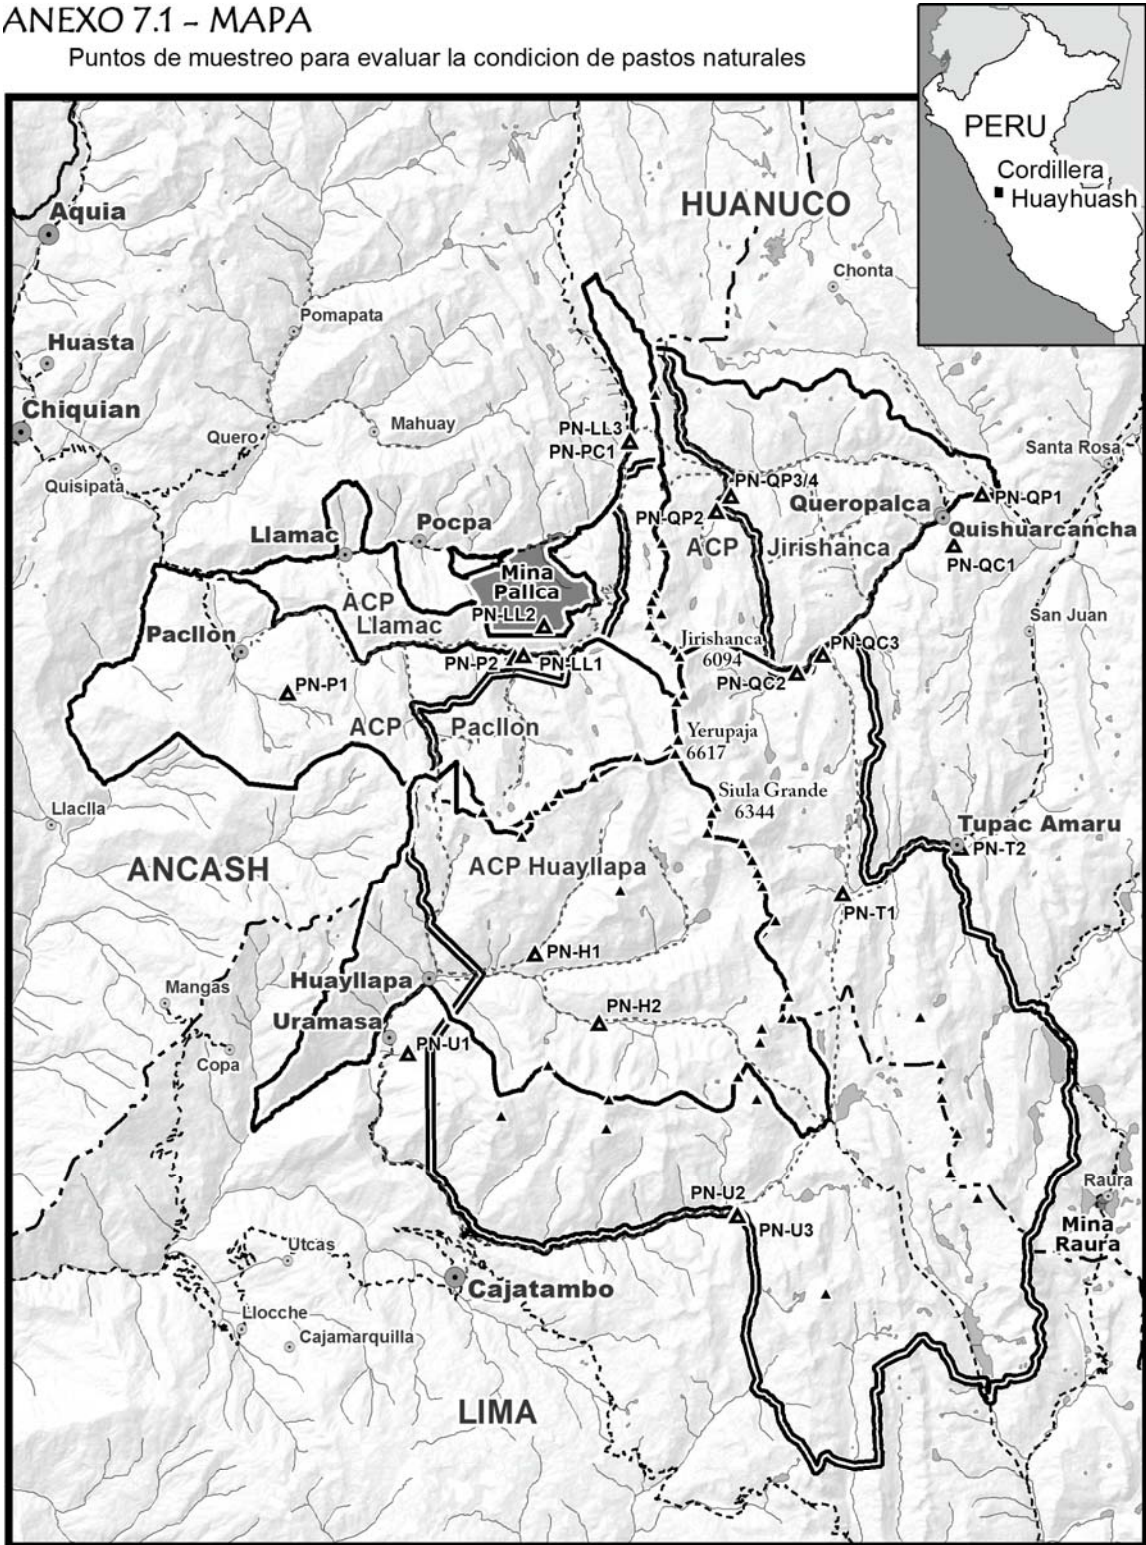 ANEXO 7.1 – MAPA
Puntos de muestreo para evaluar la condicion de pastos naturales
PERU
Cordillera
Huayhuash
HUANUCO
Aquia
Chonta
Pomapata
Huasta
Chiquian
Quero
Mahuay
PN-LL3
PN-PC1
Santa Rosa
Quisipata
PN-QP3/4
PN-QP1
Queropalca
PN-QP2
Pocpa
Llamac
Quishuarcancha
ACP Jirishanca
PN-QC1
Mina
Pallca
ACP
Llamac
PN-LL2
San Juan
Pacllon
Jirishanca
6094
PN-QC3
PN-P2
PN-LL1
PN-QC2
PN-P1
ACP Pacllon
Yerupaja
6617
Siula Grande
6344
Llaclla
Tupac Amaru
PN-T2
ANCASH
ACP Huayllapa
PN-T1
PN-H1
Huayllapa
Mangas
PN-H2
Uramasa
PN-U1
Copa
Raura
PN-U2
PN-U3
Mina
Raura
Utcas
Cajatambo
Llocche
Cajamarquilla
LIMA